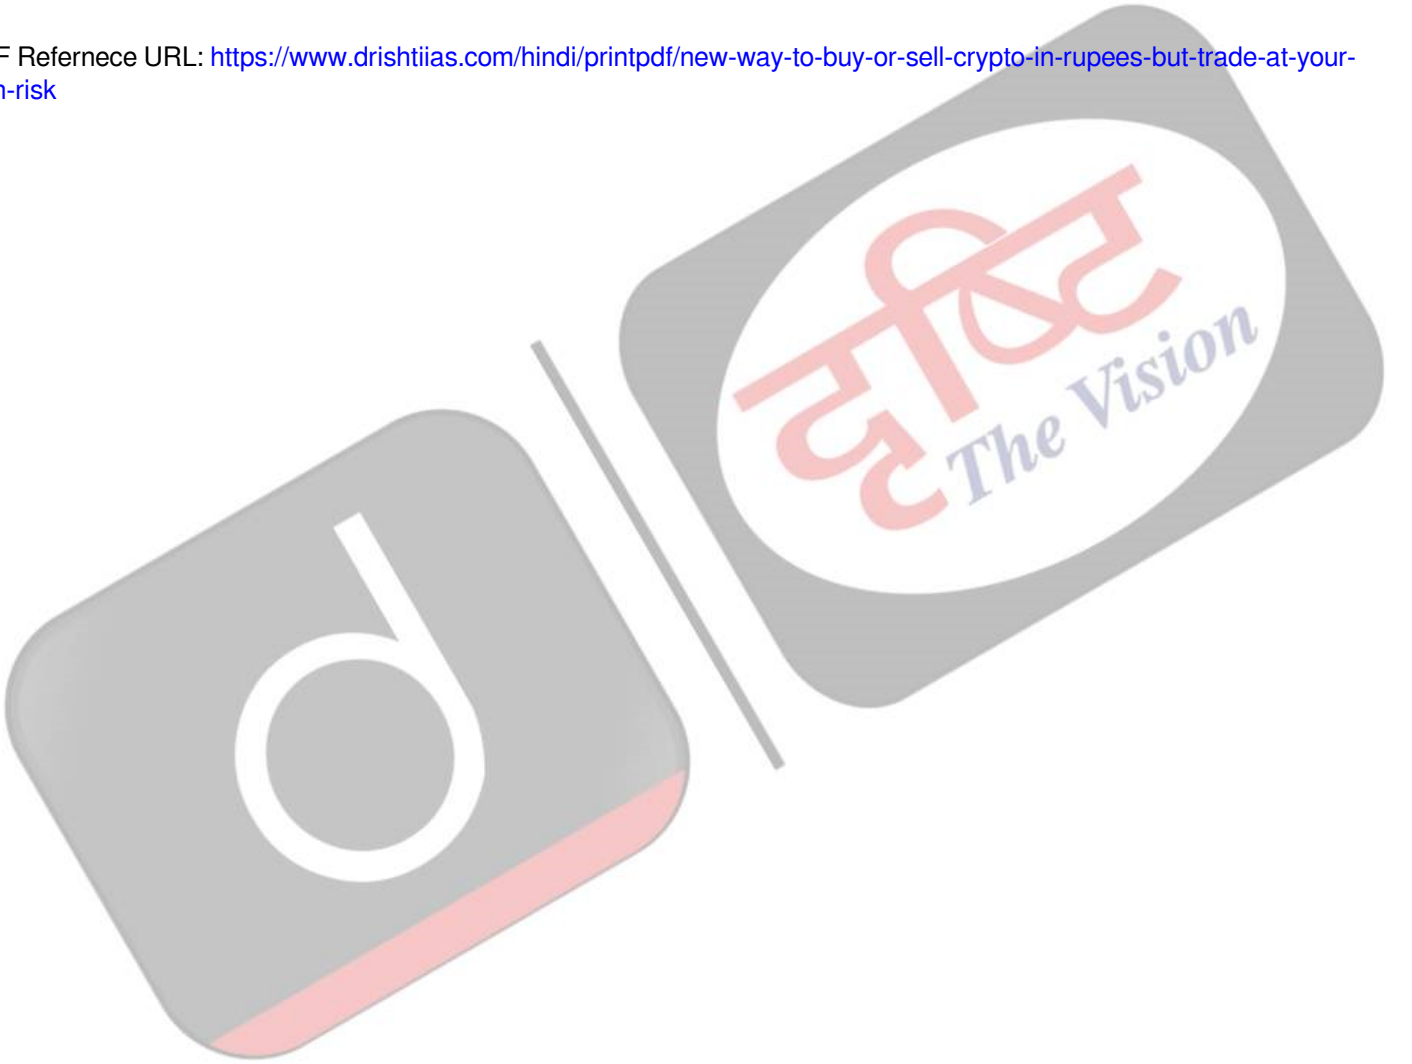 F Refernece URL: https://www.drishtiias.com/hindi/printpdf/new-way-to-buy-or-sell-crypto-in-rupees-but-trade-at-your-
n-risk
दृष्टि
The Vision
d